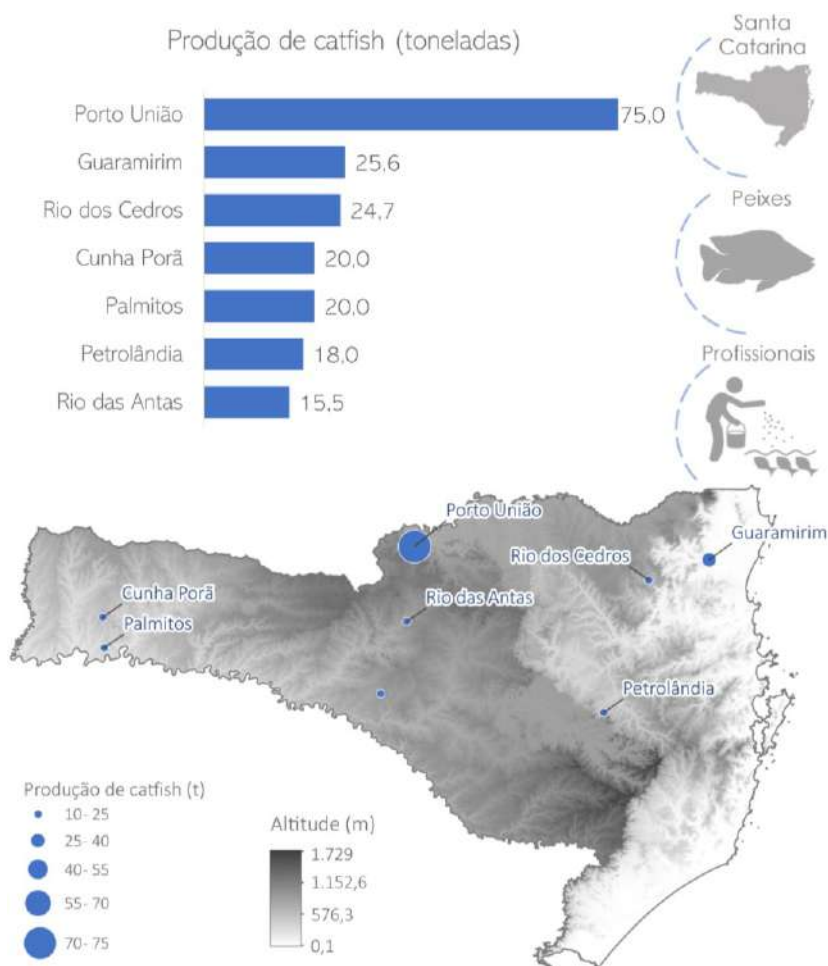 Produção de catfish (toneladas)
Santa
Catarina
Porto União 75,0
Guaramirim 25,6
Rio dos Cedros 24,7
Peixes
Cunha Porã 20,0
Palmitos 20,0
Petrolândia 18,0
Profissionais
Rio das Antas 15,5
Porto União
Guaramirim
Rio dos Cedros
Cunha Porã
Rio das Antas
Palmitos
Petrolândia
Produção de catfish (t)
10-25
25-40
40-55
55-70
70-75
Altitude (m)
1.729
1.152,6
576,3
0,1